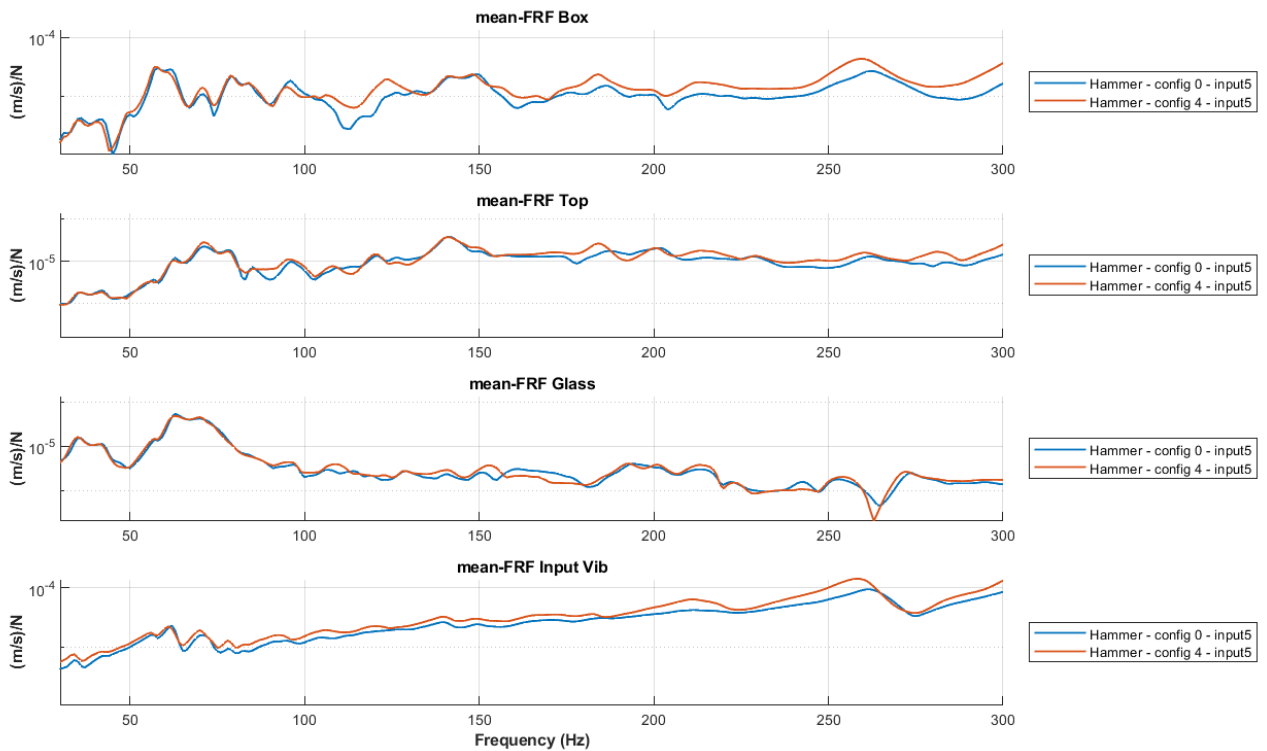 mean-FRF Box
10-4
(m/s)/N
50 100 150 200 250 300
Hammer - config 0 - input5
Hammer - config 4 - input5
mean-FRF Top
10-5
(m/s)/N
50 100 150 200 250 300
Hammer - config 0 - input5
Hammer - config 4 - input5
mean-FRF Glass
10-5
(m/s)/N
50 100 150 200 250 300
Hammer - config 0 - input5
Hammer - config 4 - input5
mean-FRF Input Vib
10-4
(m/s)/N
50 100 150 200 250 300
Frequency (Hz)
Hammer - config 0 - input5
Hammer - config 4 - input5